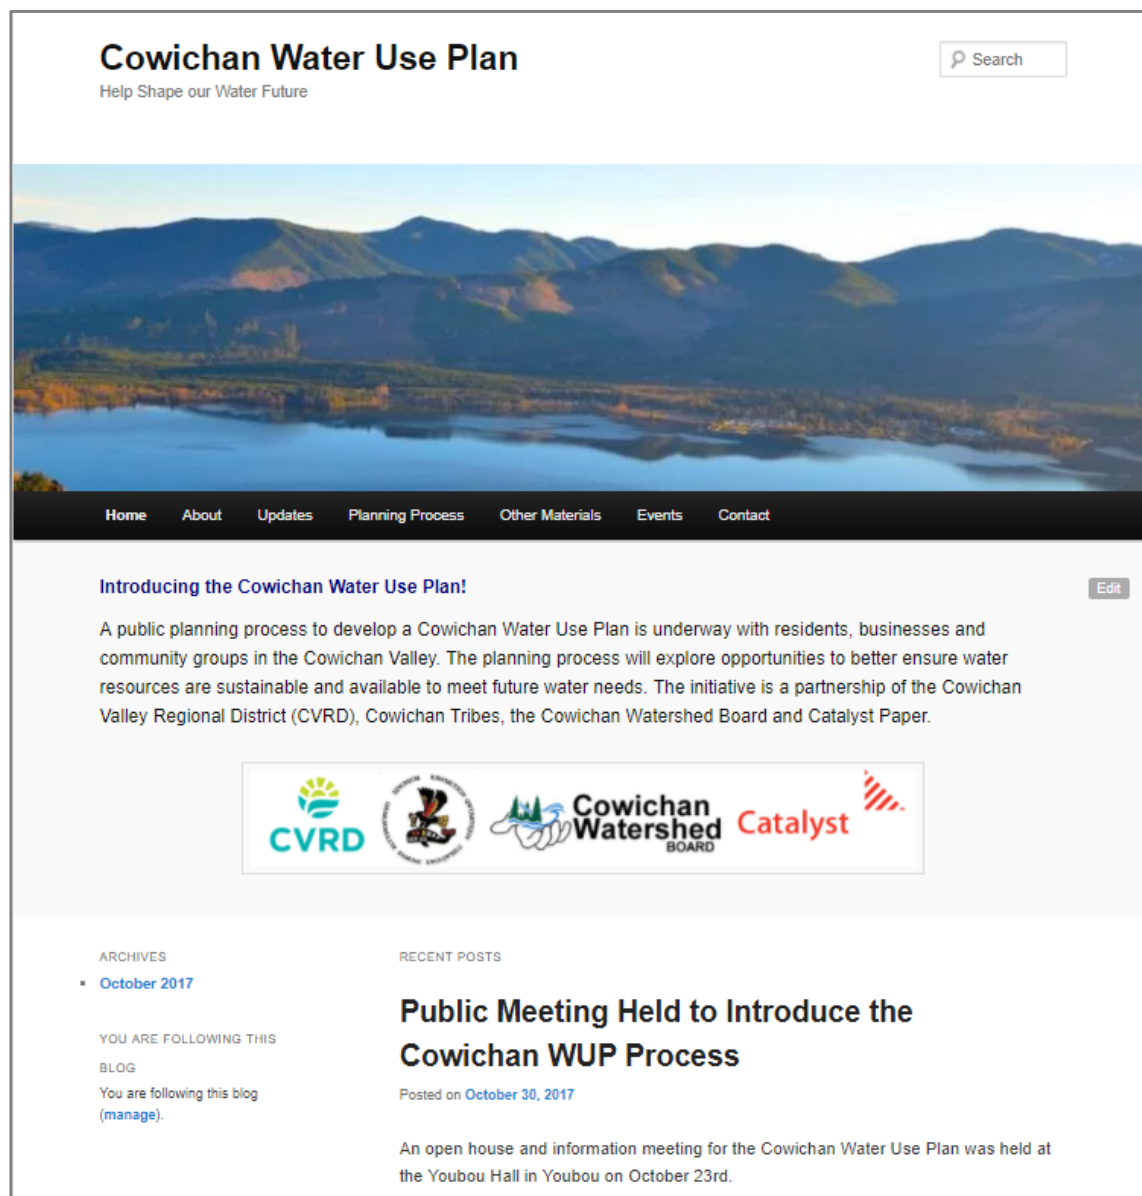 Cowichan Water Use Plan
Help Shape our Water Future
Search
Home About Updates Planning Process Other Materials Events Contact
Introducing the Cowichan Water Use Plan!
Edit
A public planning process to develop a Cowichan Water Use Plan is underway with residents, businesses and
community groups in the Cowichan Valley. The planning process will explore opportunities to better ensure water
resources are sustainable and available to meet future water needs. The initiative is a partnership of the Cowichan
Valley Regional District (CVRD), Cowichan Tribes, the Cowichan Watershed Board and Catalyst Paper.
CVRD
Cowichan
Watershed
BOARD
Catalyst
ARCHIVES
October 2017
YOU ARE FOLLOWING THIS
BLOG
You are following this blog
(manage).
RECENT POSTS
Public Meeting Held to Introduce the
Cowichan WUP Process
Posted on October 30, 2017
An open house and information meeting for the Cowichan Water Use Plan was held at
the Youbou Hall in Youbou on October 23rd.